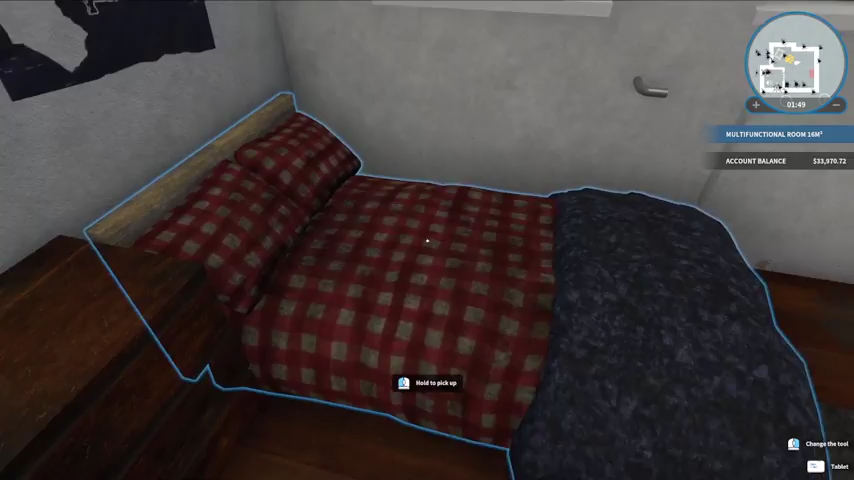 01:49
MULTIFUNCTIONAL ROOM 16M²
ACCOUNT BALANCE $33,970.72
Hold to pick up
Change the tool
Tablet